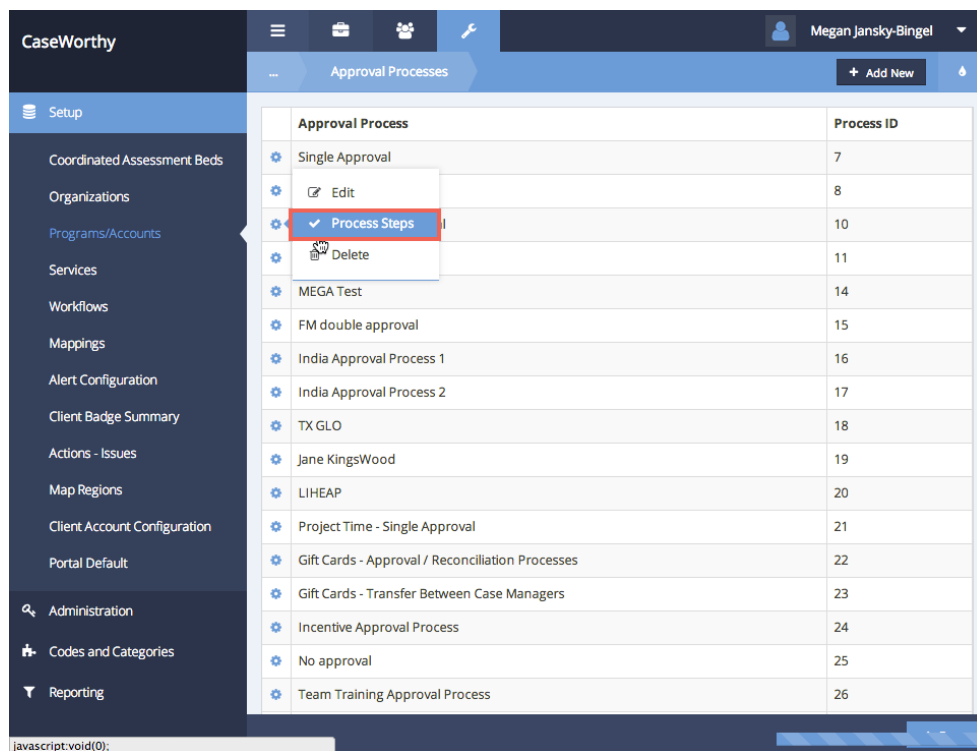 CaseWorthy
Megan Jansky-Bingel
... Approval Processes
+ Add New
Setup
Coordinated Assessment Beds
Organizations
Programs/Accounts
Services
Workflows
Mappings
Alert Configuration
Client Badge Summary
Actions - Issues
Map Regions
Client Account Configuration
Portal Default
Administration
Codes and Categories
Reporting
Approval Process Process ID
Single Approval 7
8
10
11
Edit
Process Steps
Delete
MEGA Test 14
FM double approval 15
India Approval Process 1 16
India Approval Process 2 17
TX GLO 18
Jane KingsWood 19
LIHEAP 20
Project Time - Single Approval 21
Gift Cards - Approval / Reconciliation Processes 22
Gift Cards - Transfer Between Case Managers 23
Incentive Approval Process 24
No approval 25
Team Training Approval Process 26
javascript:void(0);